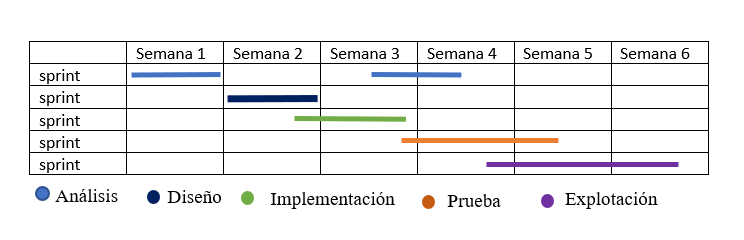 Semana 1 Semana 2 Semana 3 Semana 4 Semana 5 Semana 6
sprint
sprint
sprint
sprint
sprint
Análisis Diseño Implementación Prueba Explotación